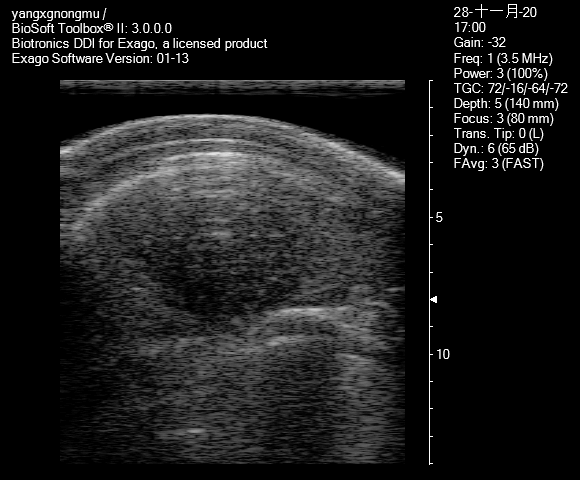 yangxgnongmu /
BioSoft Toolbox® II: 3.0.0.0
Biotronics DDI for Exago, a licensed product
Exago Software Version: 01-13
28-十一月-20
17:00
Gain: -32
Freq: 1 (3.5 MHz)
Power: 3 (100%)
TGC: 72/-16/-64/-72
Depth: 5 (140 mm)
Focus: 3 (80 mm)
Trans. Tip: 0 (L)
Dyn.: 6 (65 dB)
FAvg: 3 (FAST)
5
10